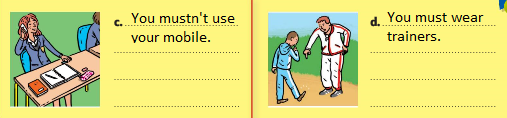 c. You mustn't use
your mobile.
d. You must wear
trainers.